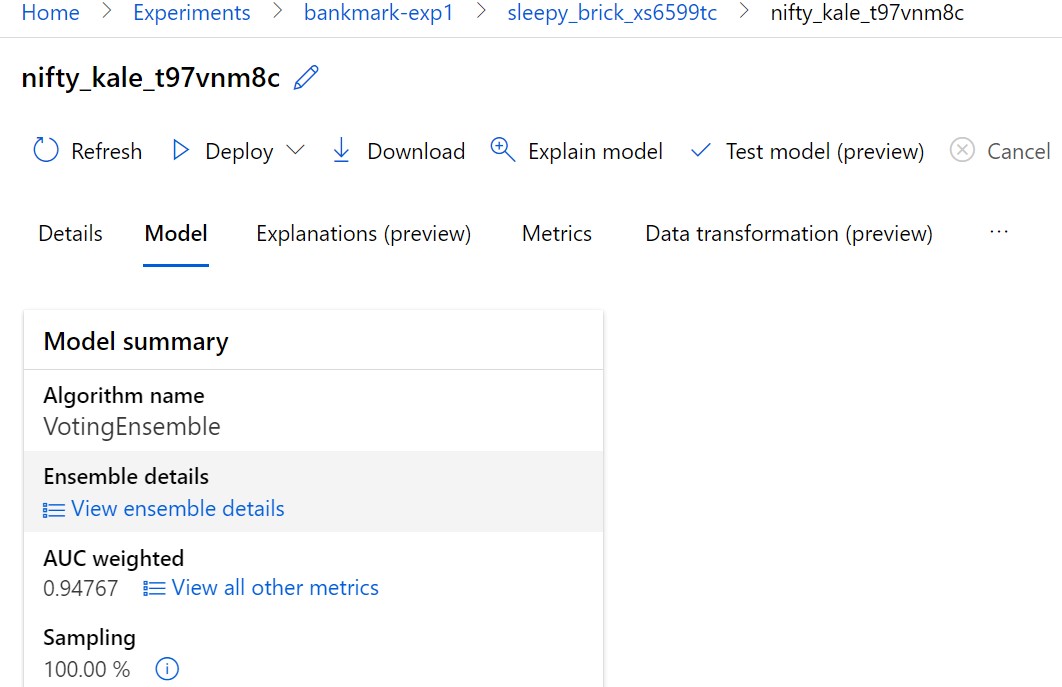 Home > Experiments > bankmark-exp1 > sleepy_brick_xs6599tc > nifty_kale_t97vnm8c
nifty_kale_t97vnm8c
Refresh Deploy Download Explain model Test model (preview) Cancel
Details Model Explanations (preview) Metrics Data transformation (preview) ...
Model summary
Algorithm name
VotingEnsemble
Ensemble details
View ensemble details
AUC weighted
0.94767 View all other metrics
Sampling
100.00 %